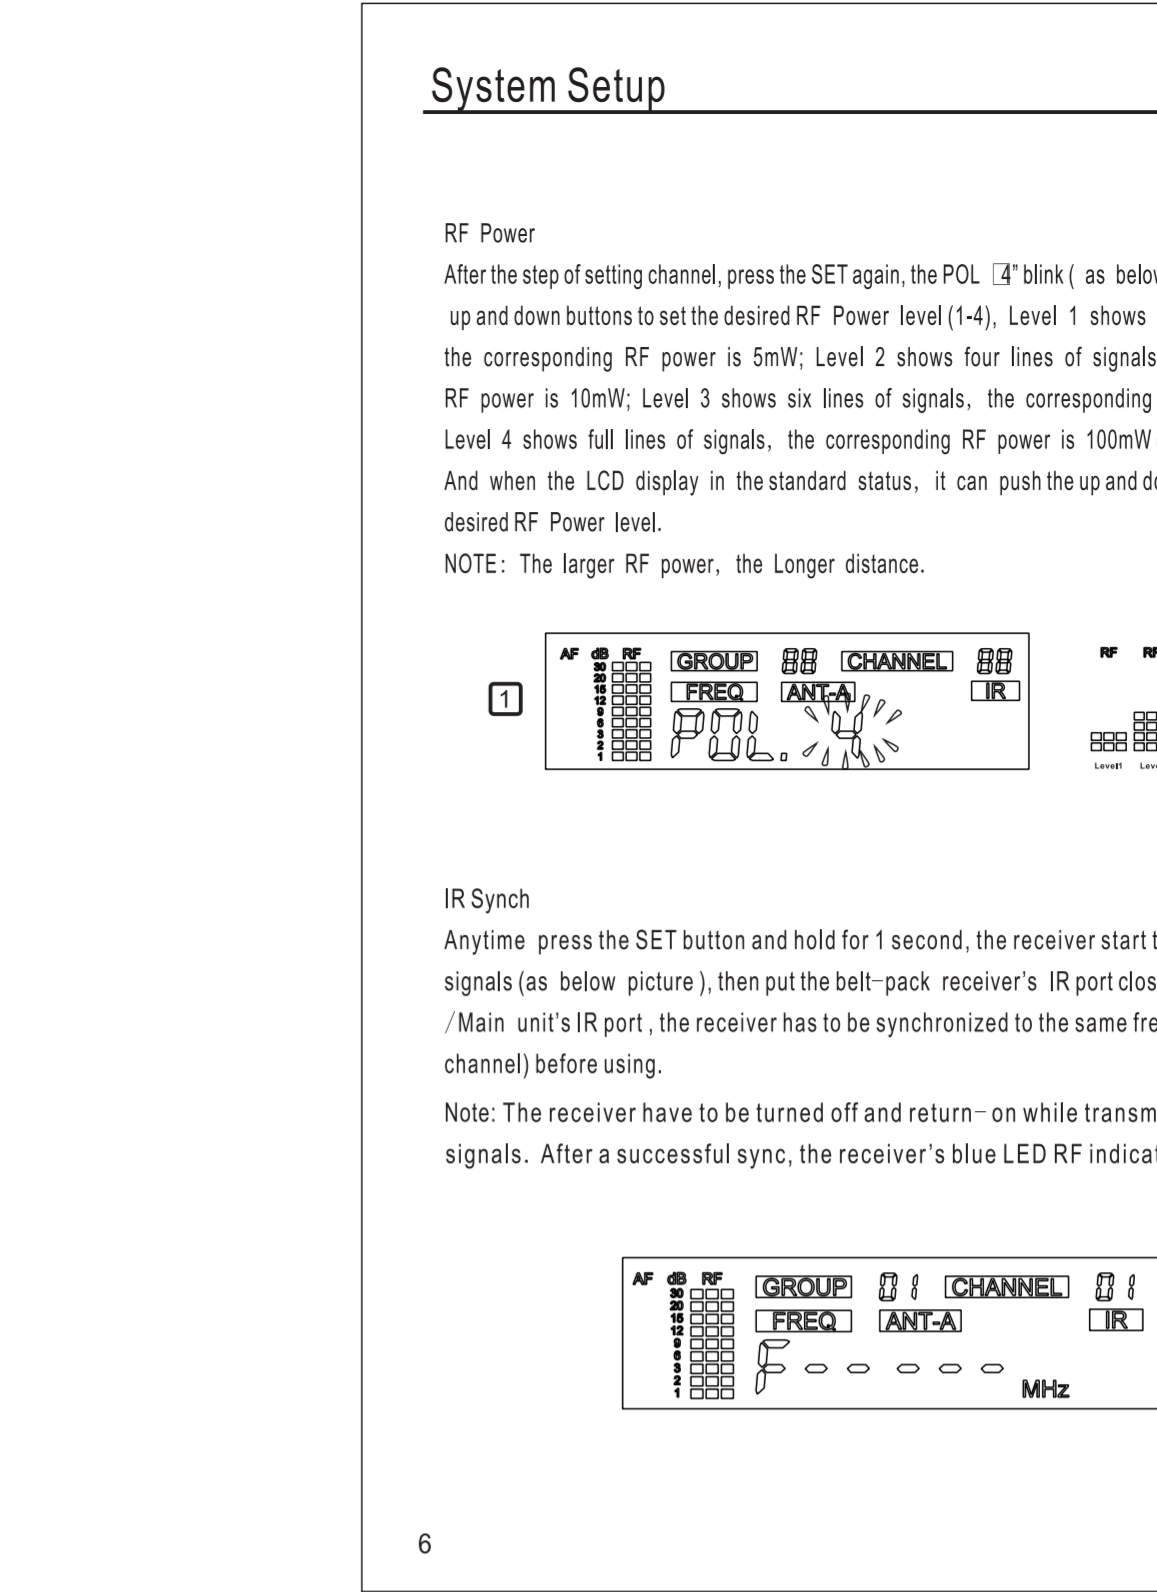 System Setup
RF Power
After the step of setting channel, press the SET again, the POL 4” blink ( as below
up and down buttons to set the desired RF Power level (1-4), Level 1 shows
the corresponding RF power is 5mW; Level 2 shows four lines of signals
RF power is 10mW; Level 3 shows six lines of signals, the corresponding
Level 4 shows full lines of signals, the corresponding RF power is 100mW
And when the LCD display in the standard status, it can push the up and do
desired RF Power level.
NOTE: The larger RF power, the Longer distance.
1
AF dB RF
30
20
15
12
9
6
3
2
1
GROUP 88 CHANNEL 88
FREQ ANT-A IR
POL. 4
RF RF
Level1 Leve
IR Synch
Anytime press the SET button and hold for 1 second, the receiver start t
signals (as below picture ), then put the belt-pack receiver’s IR port clos
/Main unit’s IR port , the receiver has to be synchronized to the same fre
channel) before using.
Note: The receiver have to be turned off and return- on while transm
signals. After a successful sync, the receiver’s blue LED RF indicat
AF dB RF
30
20
15
12
9
6
3
2
1
GROUP 01 CHANNEL 01
FREQ ANT-A IR
F- - - - - -
MHz
6